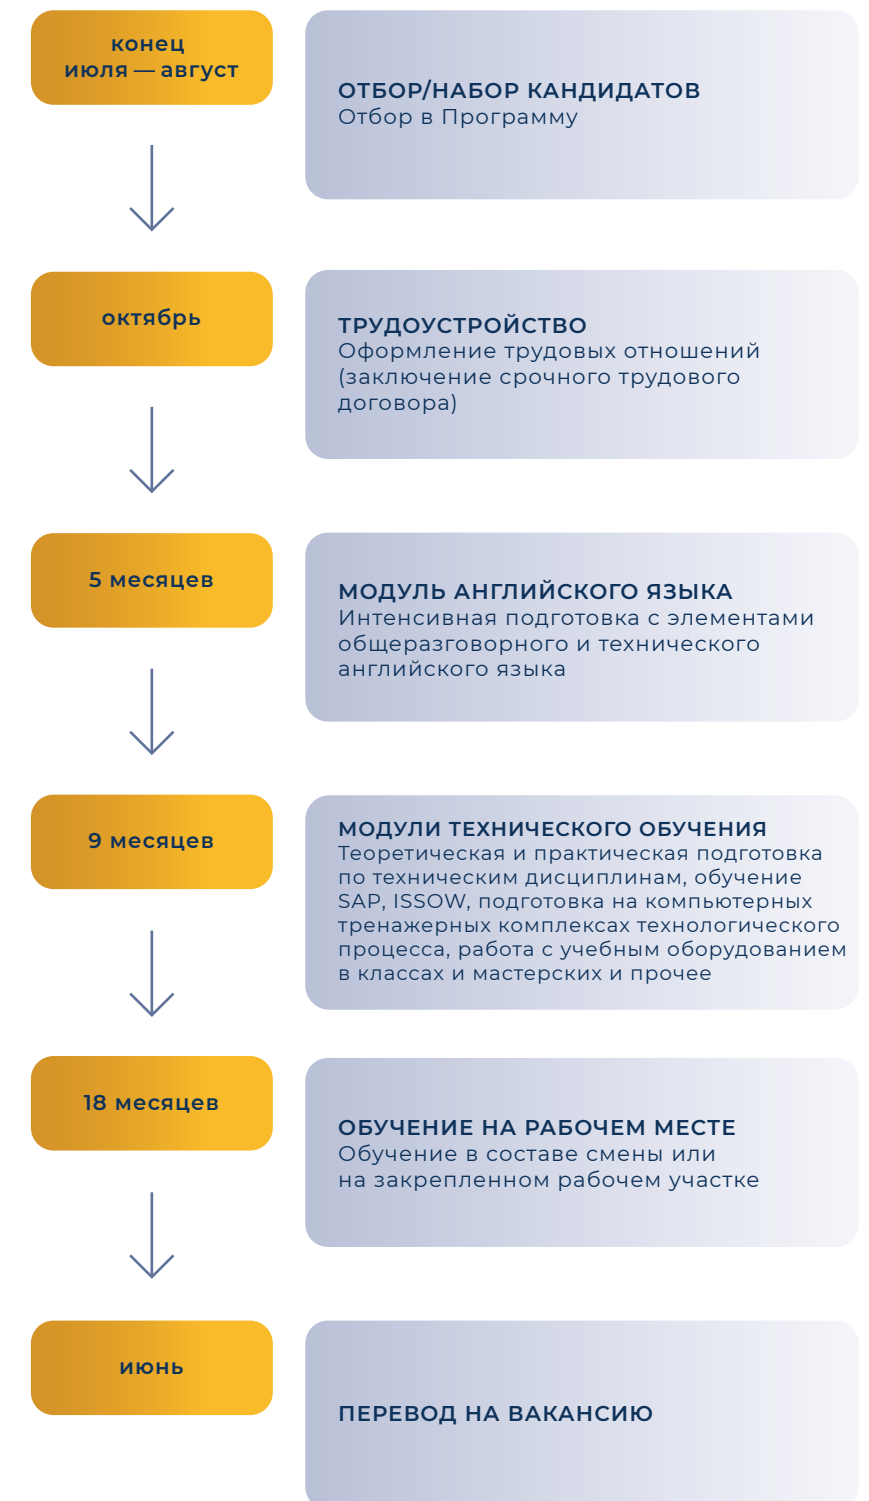 конец
июля — август
ОТБОР/НАБОР КАНДИДАТОВ
Отбор в Программу
октябрь
ТРУДОУСТРОЙСТВО
Оформление трудовых отношений
(заключение срочного трудового
договора)
5 месяцев
МОДУЛЬ АНГЛИЙСКОГО ЯЗЫКА
Интенсивная подготовка с элементами
общеразговорного и технического
английского языка
9 месяцев
МОДУЛИ ТЕХНИЧЕСКОГО ОБУЧЕНИЯ
Теоретическая и практическая подготовка
по техническим дисциплинам, обучение
SAP, ISSOW, подготовка на компьютерных
тренажерных комплексах технологического
процесса, работа с учебным оборудованием
в классах и мастерских и прочее
18 месяцев
ОБУЧЕНИЕ НА РАБОЧЕМ МЕСТЕ
Обучение в составе смены или
на закрепленном рабочем участке
июнь
ПЕРЕВОД НА ВАКАНСИЮ